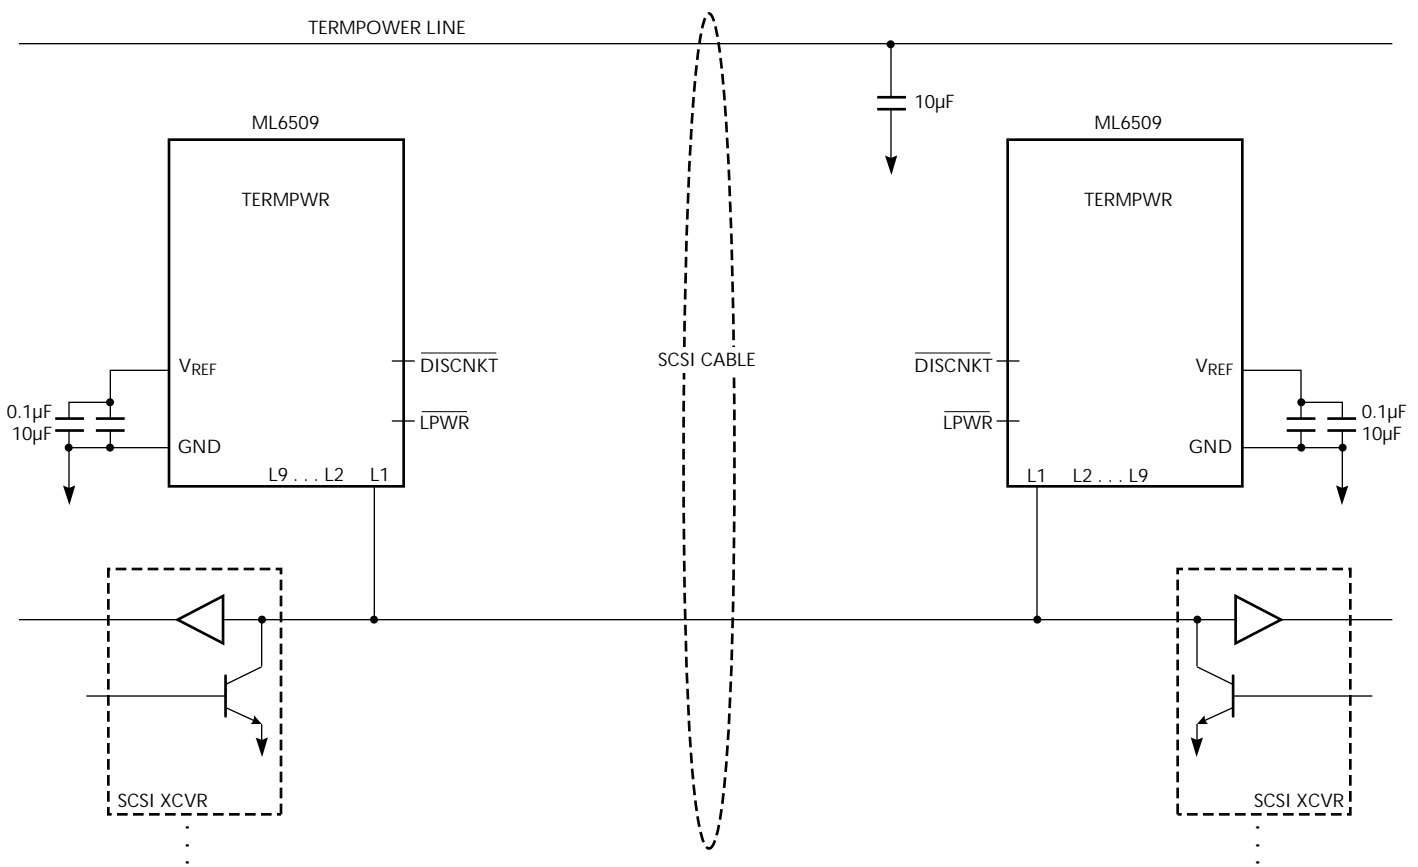 TERMPOWER LINE
10µF
ML6509
ML6509
TERMPWR
TERMPWR
SCSI CABLE
VREF
DISCNKT
DISCNKT
VREF
0.1µF
10µF
LPWR
LPWR
0.1µF
10µF
GND
GND
L9 . . . L2 L1
L1 L2 . . . L9
SCSI XCVR
SCSI XCVR